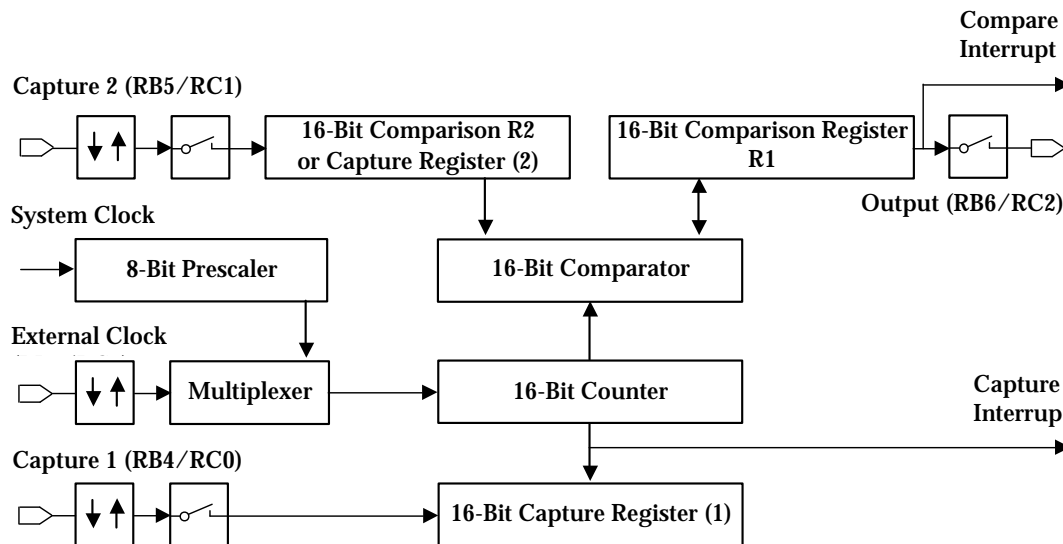 Compare
Interrupt
Capture 2 (RB5/RC1)
16-Bit Comparison R2
or Capture Register (2)
16-Bit Comparison Register
R1
Output (RB6/RC2)
System Clock
8-Bit Prescaler
16-Bit Comparator
External Clock
Multiplexer
16-Bit Counter
Capture
Interrup
Capture 1 (RB4/RC0)
16-Bit Capture Register (1)